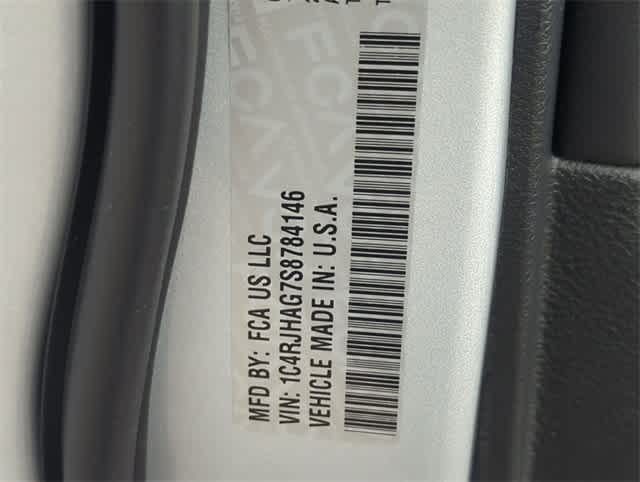 MFD BY: FCA US LLC
VIN: 1C4RJHAG7S8784146
VEHICLE MADE IN: U.S.A.